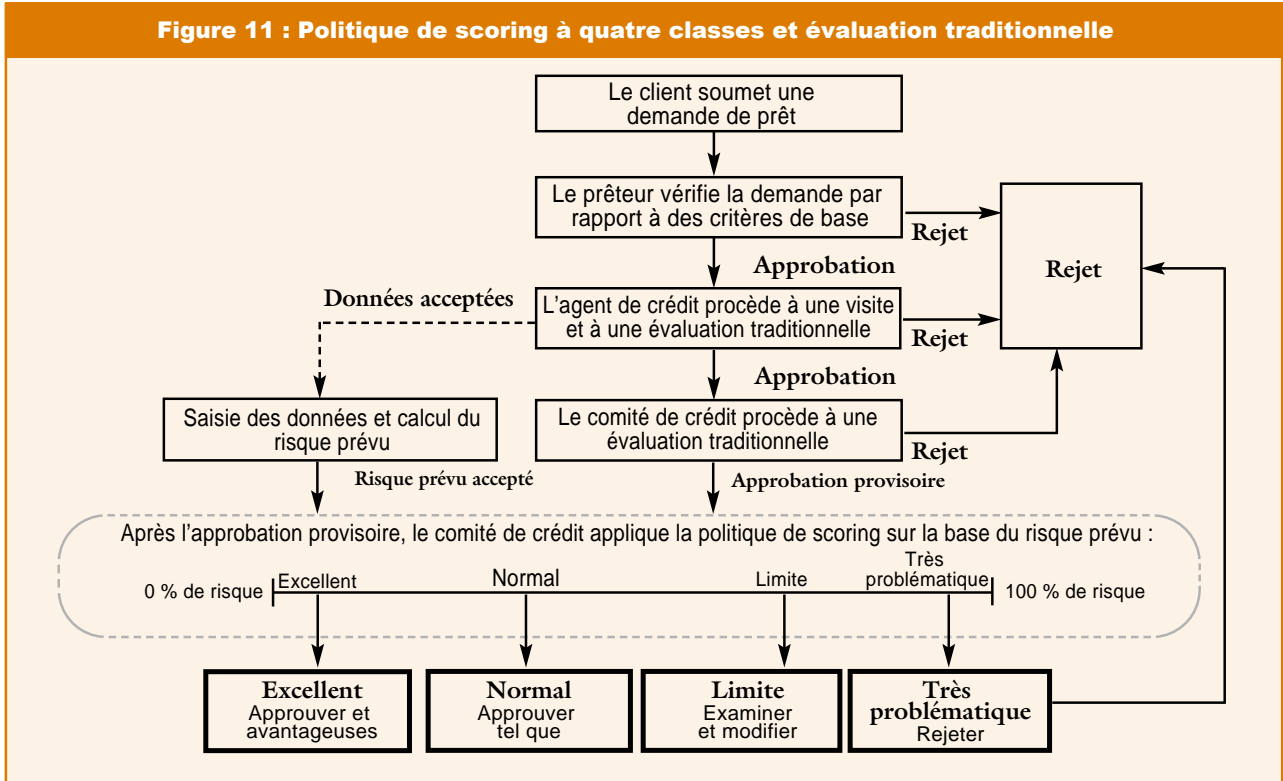 Figure 11 : Politique de scoring à quatre classes et évaluation traditionnelle
Le client soumet une
demande de prêt
Le prêteur vérifie la demande par
rapport à des critères de base
Rejet
Rejet
Approbation
Données acceptées
L'agent de crédit procède à une visite
et à une évaluation traditionnelle
Rejet
Approbation
Saisie des données et calcul du
risque prévu
Le comité de crédit procède à une
évaluation traditionnelle
Rejet
Risque prévu accepté
Approbation provisoire
Après l'approbation provisoire, le comité de crédit applique la politique de scoring sur la base du risque prévu :
0 % de risque
Excellent
Normal
Limite
Très
problématique
100 % de risque
Excellent
Approuver et
avantageuses
Normal
Approuver
tel que
Limite
Examiner
et modifier
Très
problématique
Rejeter